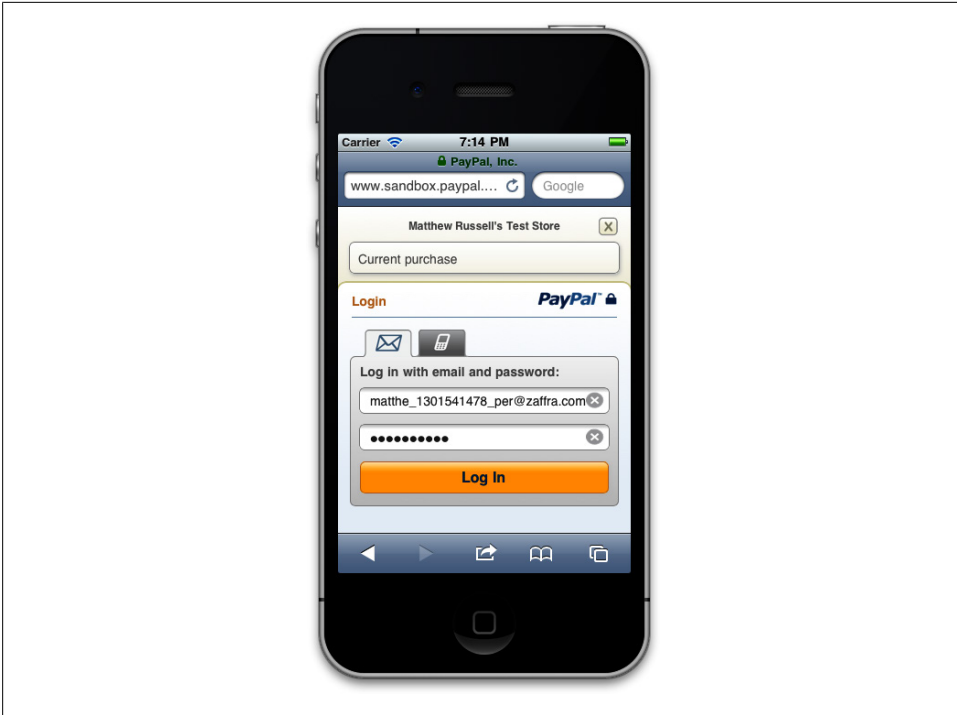 Carrier 7:14 PM
PayPal, Inc.
www.sandbox.paypal.... Google
Matthew Russell's Test Store X
Current purchase
Login PayPal™
Log in with email and password:
matthe_1301541478_per@zaffra.com
••••••••••
Log In